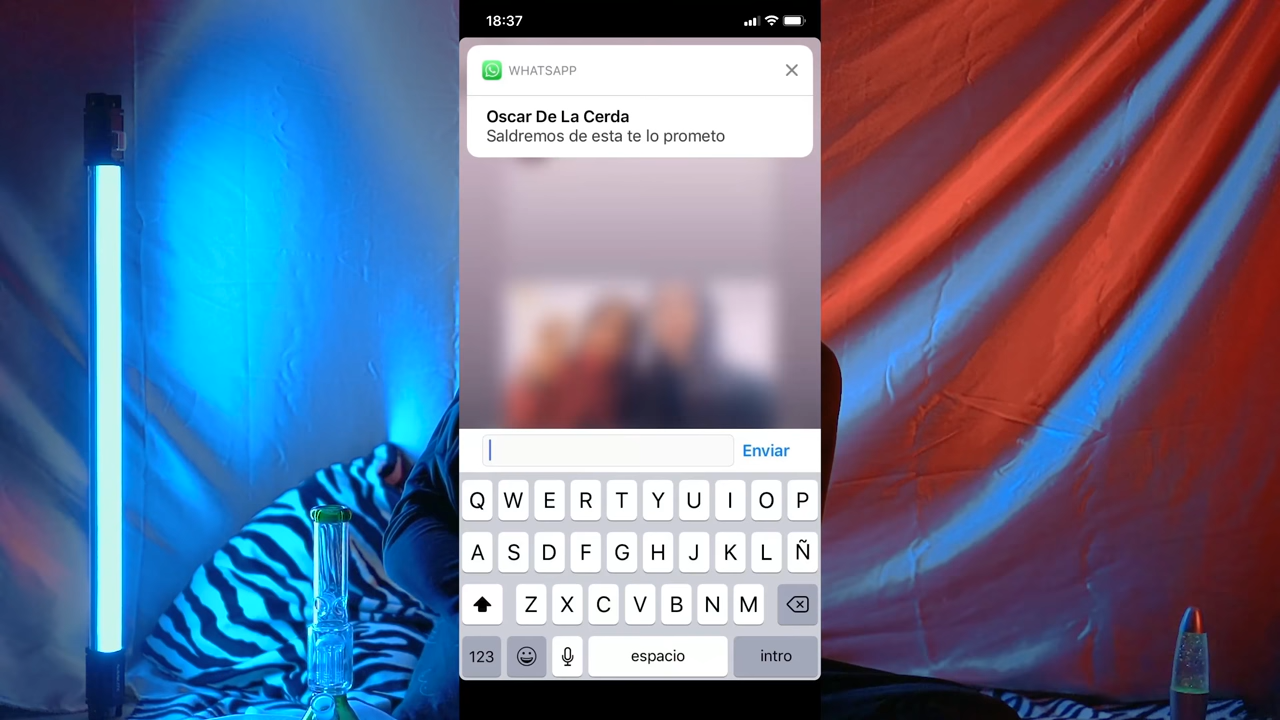 18:37
WHATSAPP
Oscar De La Cerda
Saldremos de esta te lo prometo
Enviar
Q W E R T Y U I O P
A S D F G H J K L Ñ
Z X C V B N M
123 espacio intro